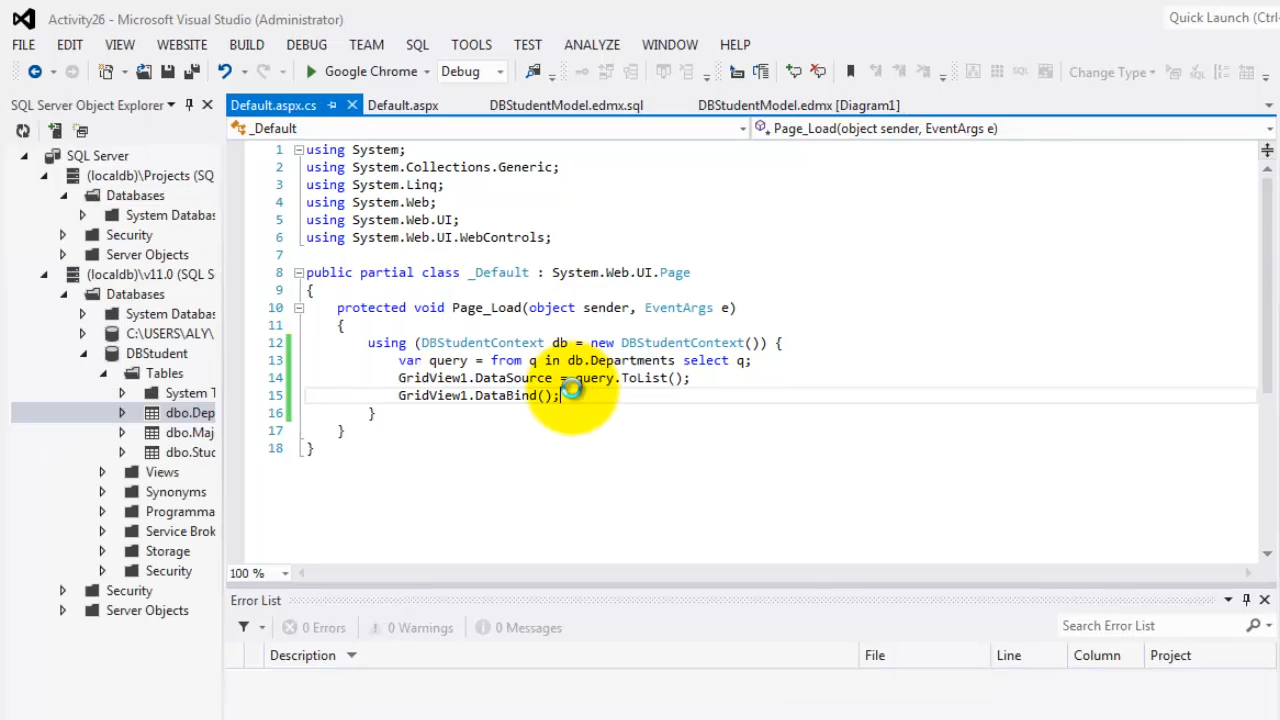 Activity26 - Microsoft Visual Studio (Administrator)
Quick Launch (Ctrl
FILE EDIT VIEW WEBSITE BUILD DEBUG TEAM SQL TOOLS TEST ANALYZE WINDOW HELP
Google Chrome Debug Change Type
SQL Server Object Explorer
Default.aspx.cs Default.aspx DBStudentModel.edmx.sql DBStudentModel.edmx [Diagram1]
_Default Page_Load(object sender, EventArgs e)
SQL Server
(localdb)\Projects (SQ
Databases
System Databas
Security
Server Objects
(localdb)\v11.0 (SQL S
Databases
System Databas
C:\USERS\ALY\
DBStudent
Tables
System T
dbo.Dep
dbo.Maj
dbo.Stuc
Views
Synonyms
Programma
Service Brok
Storage
Security
Security
Server Objects
1 using System;
2 using System.Collections.Generic;
3 using System.Linq;
4 using System.Web;
5 using System.Web.UI;
6 using System.Web.UI.WebControls;
7
8 public partial class _Default : System.Web.UI.Page
9 {
10 protected void Page_Load(object sender, EventArgs e)
11 {
12 using (DBStudentContext db = new DBStudentContext()) {
13 var query = from q in db.Departments select q;
14 GridView1.DataSource = query.ToList();
15 GridView1.DataBind();
16 }
17 }
18 }
100 %
Error List
0 Errors 0 Warnings 0 Messages Search Error List
Description File Line Column Project